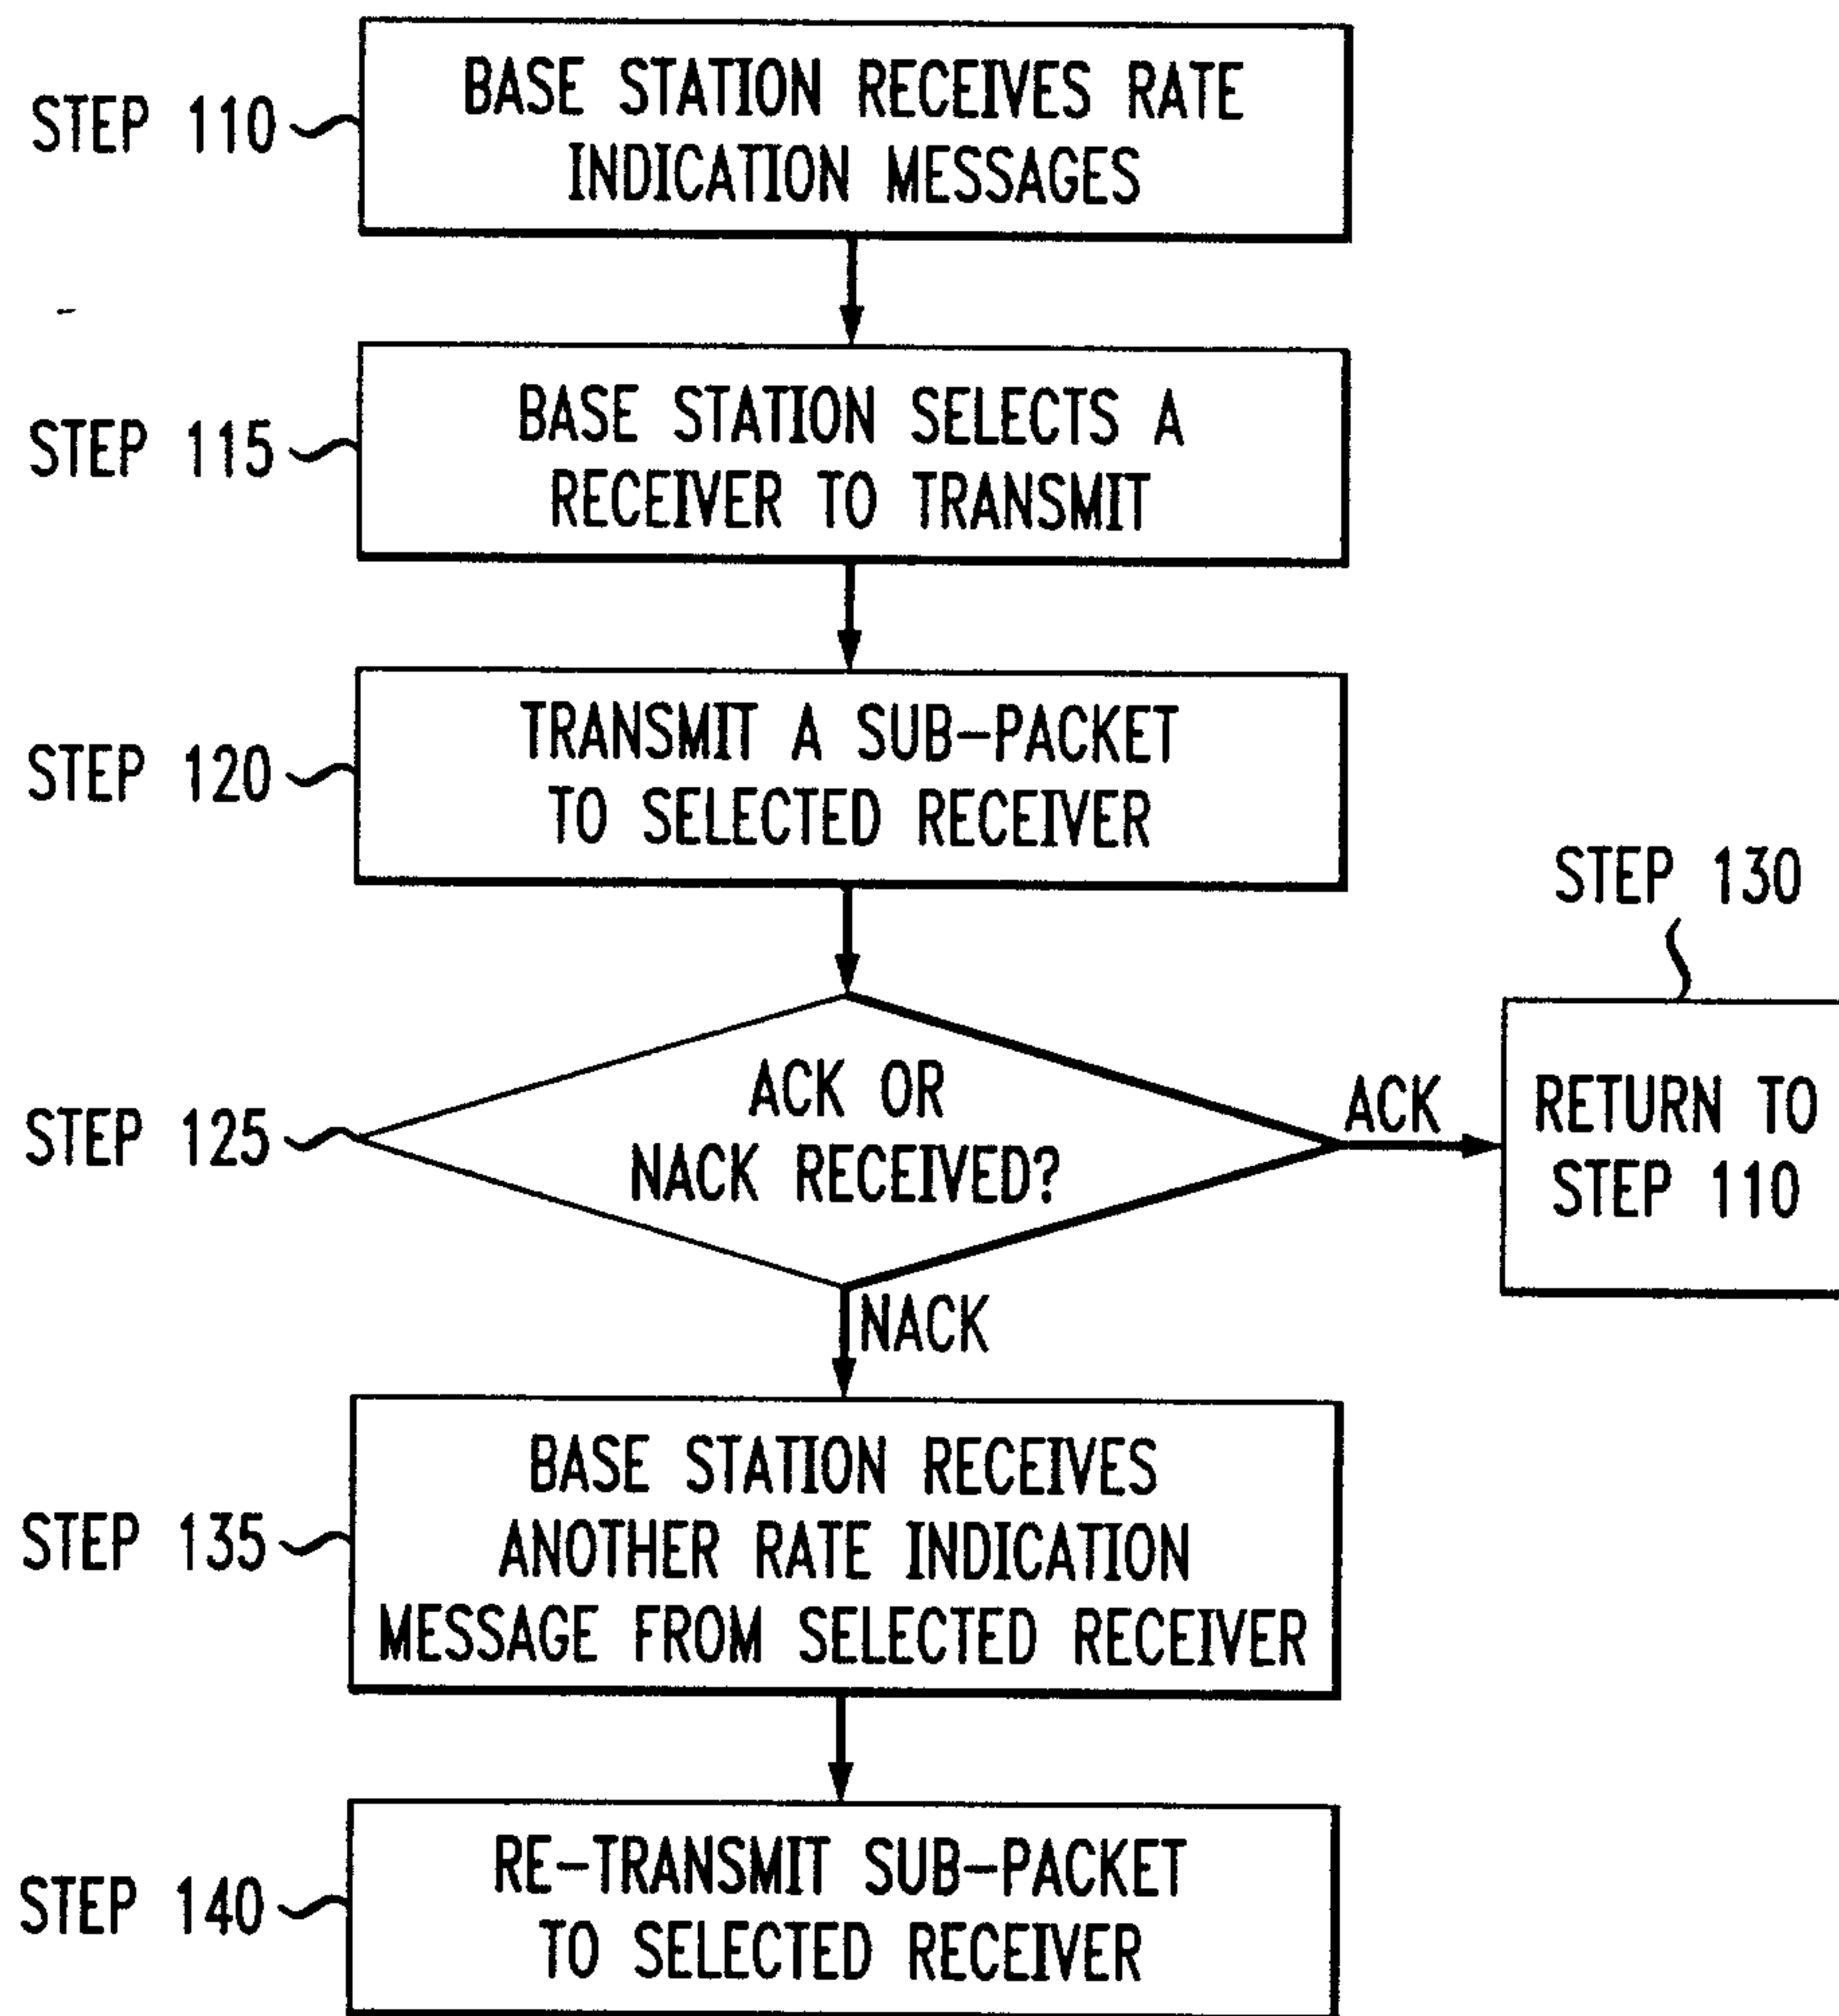 STEP 110
BASE STATION RECEIVES RATE
INDICATION MESSAGES
STEP 115
BASE STATION SELECTS A
RECEIVER TO TRANSMIT
STEP 120
TRANSMIT A SUB-PACKET
TO SELECTED RECEIVER
STEP 125
ACK OR
NACK RECEIVED?
ACK
STEP 130
RETURN TO
STEP 110
NACK
STEP 135
BASE STATION RECEIVES
ANOTHER RATE INDICATION
MESSAGE FROM SELECTED RECEIVER
STEP 140
RE-TRANSMIT SUB-PACKET
TO SELECTED RECEIVER